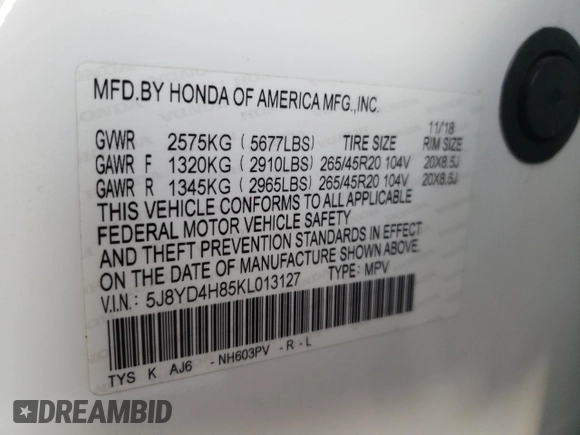 MFD.BY HONDA OF AMERICA MFG.,INC.
11/18
GVWR 2575KG ( 5677LBS) TIRE SIZE RIM SIZE
GAWR F 1320KG ( 2910LBS) 265/45R20 104V 20X8.5J
GAWR R 1345KG ( 2965LBS) 265/45R20 104V 20X8.5J
THIS VEHICLE CONFORMS TO ALL APPLICABLE
FEDERAL MOTOR VEHICLE SAFETY
AND THEFT PREVENTION STANDARDS IN EFFECT
ON THE DATE OF MANUFACTURE SHOWN ABOVE.
V.I.N.: 5J8YD4H85KL013127 TYPE: MPV
TYS K AJ6 -NH603PV -R-L
DREAMBID